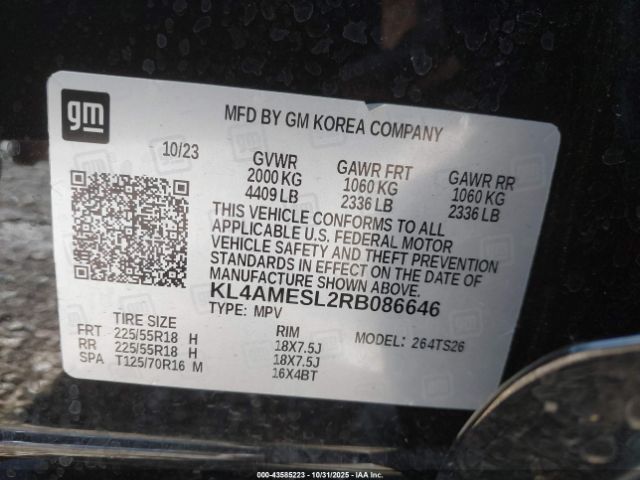 gm
MFD BY GM KOREA COMPANY
10/23
GVWR GAWR FRT GAWR RR
2000 KG 1060 KG 1060 KG
4409 LB 2336 LB 2336 LB
THIS VEHICLE CONFORMS TO ALL
APPLICABLE U.S. FEDERAL MOTOR
VEHICLE SAFETY AND THEFT PREVENTION
STANDARDS IN EFFECT ON THE DATE OF
MANUFACTURE SHOWN ABOVE.
KL4AMESL2RB086646
TYPE: MPV
MODEL: 264TS26
TIRE SIZE RIM
FRT 225/55R18 H 18X7.5J
RR 225/55R18 H 18X7.5J
SPA T125/70R16 M 16X4BT
000-43585223 - 10/31/2025 - IAAI.com